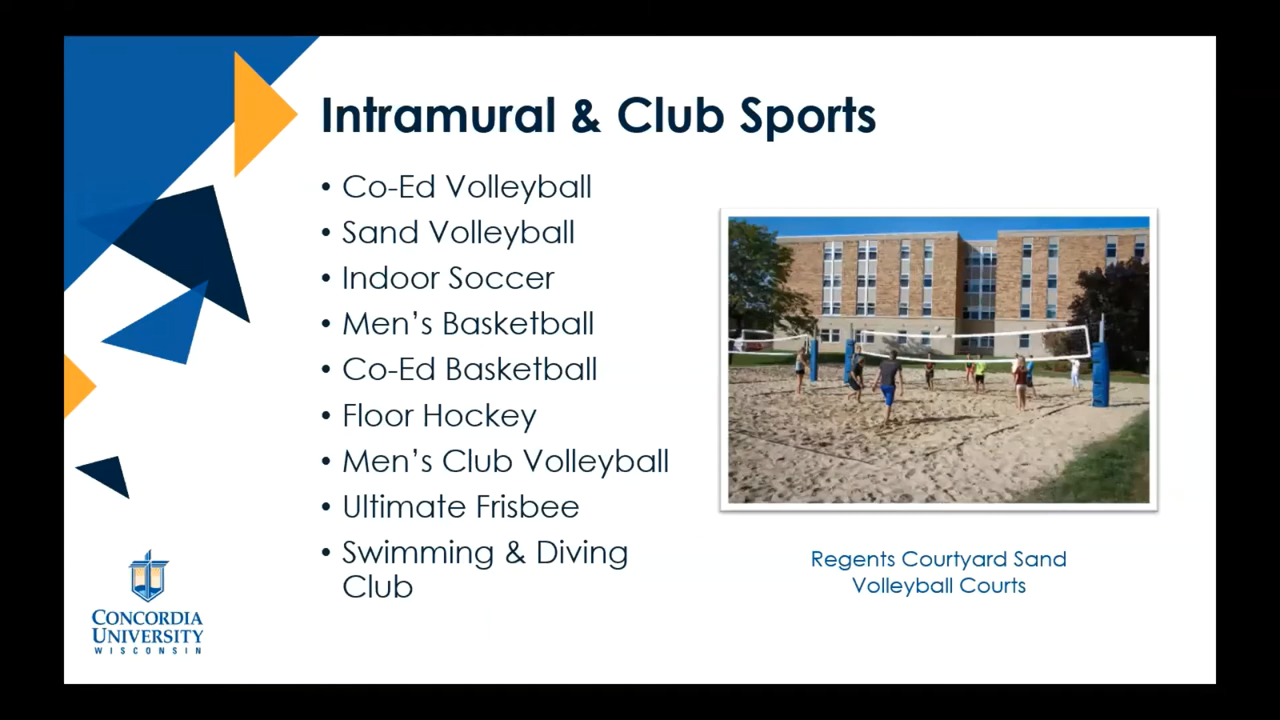 Intramural & Club Sports
• Co-Ed Volleyball
• Sand Volleyball
• Indoor Soccer
• Men's Basketball
• Co-Ed Basketball
• Floor Hockey
• Men's Club Volleyball
• Ultimate Frisbee
• Swimming & Diving
Club
Regents Courtyard Sand
Volleyball Courts
CONCORDIA
UNIVERSITY
WISCONSIN